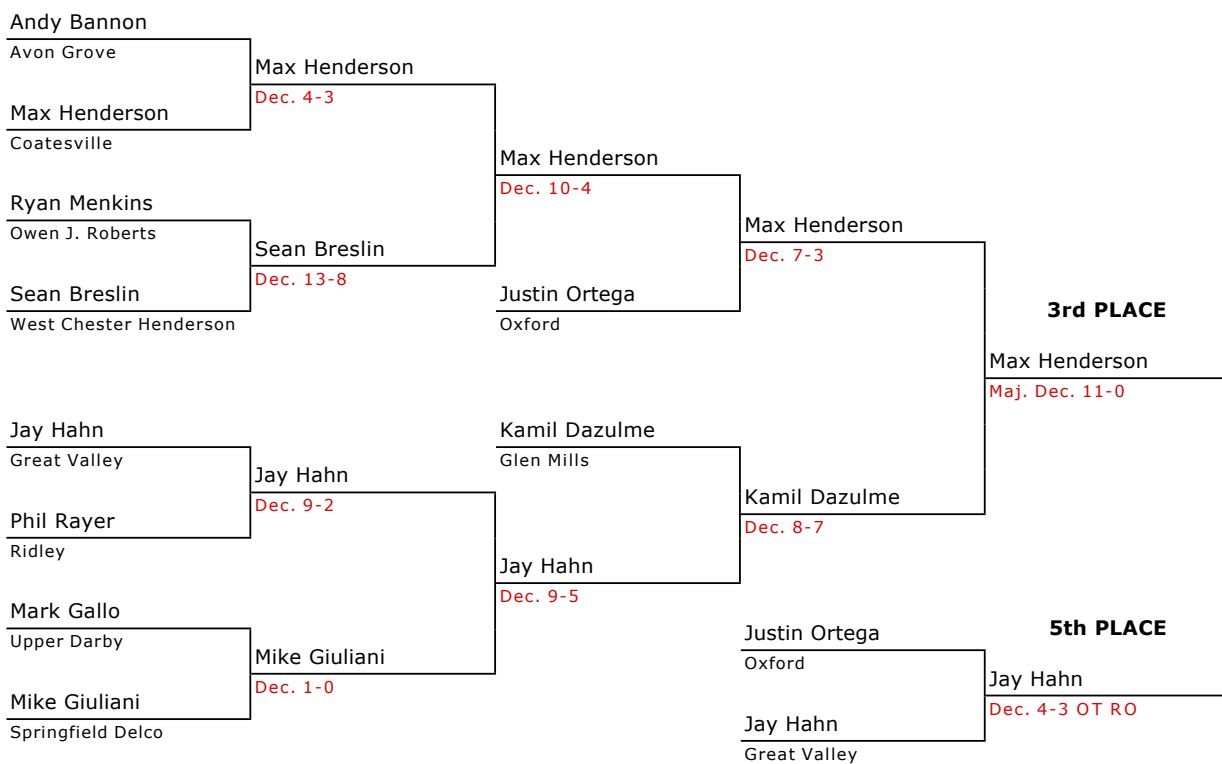 Andy Bannon
Avon Grove
Max Henderson
Dec. 4-3
Max Henderson
Coatesville
Max Henderson
Dec. 10-4
Ryan Menkins
Owen J. Roberts
Max Henderson
Dec. 7-3
Sean Breslin
Dec. 13-8
Sean Breslin
West Chester Henderson
Justin Ortega
Oxford
3rd PLACE
Max Henderson
Maj. Dec. 11-0
Jay Hahn
Great Valley
Kamil Dazulme
Glen Mills
Jay Hahn
Dec. 9-2
Kamil Dazulme
Dec. 8-7
Phil Rayer
Ridley
Jay Hahn
Dec. 9-5
Mark Gallo
Upper Darby
Justin Ortega
Oxford
5th PLACE
Mike Giuliani
Dec. 1-0
Jay Hahn
Dec. 4-3 OT RO
Mike Giuliani
Springfield Delco
Jay Hahn
Great Valley